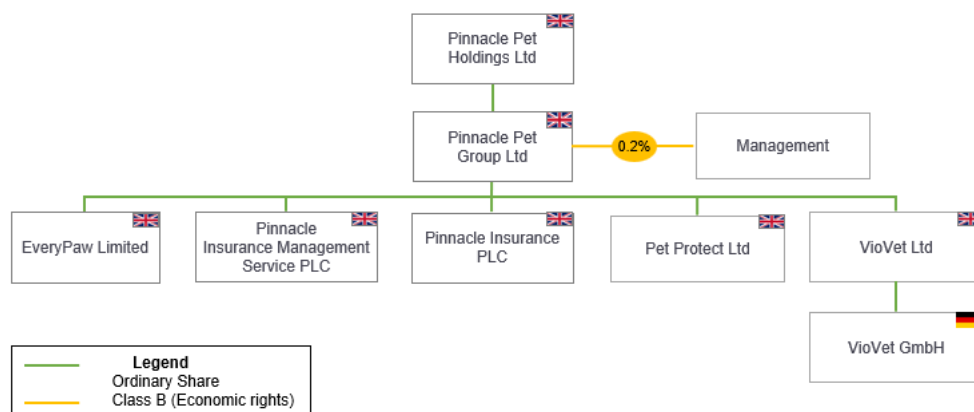 Pinnacle Pet
Holdings Ltd
Pinnacle Pet
Group Ltd
0.2%
Management
EveryPaw Limited
Pinnacle
Insurance Management
Service PLC
Pinnacle Insurance
PLC
Pet Protect Ltd
VioVet Ltd
VioVet GmbH
Legend
Ordinary Share
Class B (Economic rights)